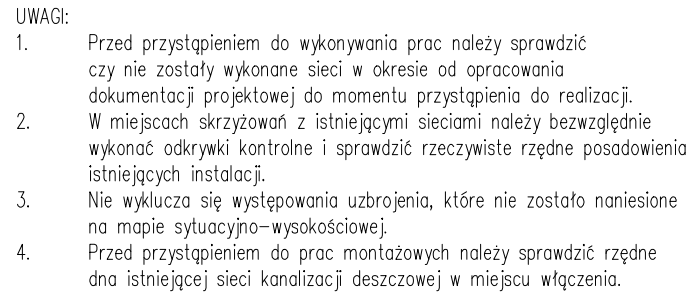 UWAGI:
1. Przed przystąpieniem do wykonywania prac należy sprawdzić
czy nie zostały wykonane sieci w okresie od opracowania
dokumentacji projektowej do momentu przystąpienia do realizacji.
2. W miejscach skrzyżowań z istniejącymi sieciami należy bezwzględnie
wykonać odkrywki kontrolne i sprawdzić rzeczywiste rzędne posadowienia
istniejących instalacji.
3. Nie wyklucza się występowania uzbrojenia, które nie zostało naniesione
na mapie sytuacyjno-wysokościowej.
4. Przed przystąpieniem do prac montażowych należy sprawdzić rzędne
dna istniejącej sieci kanalizacji deszczowej w miejscu włączenia.